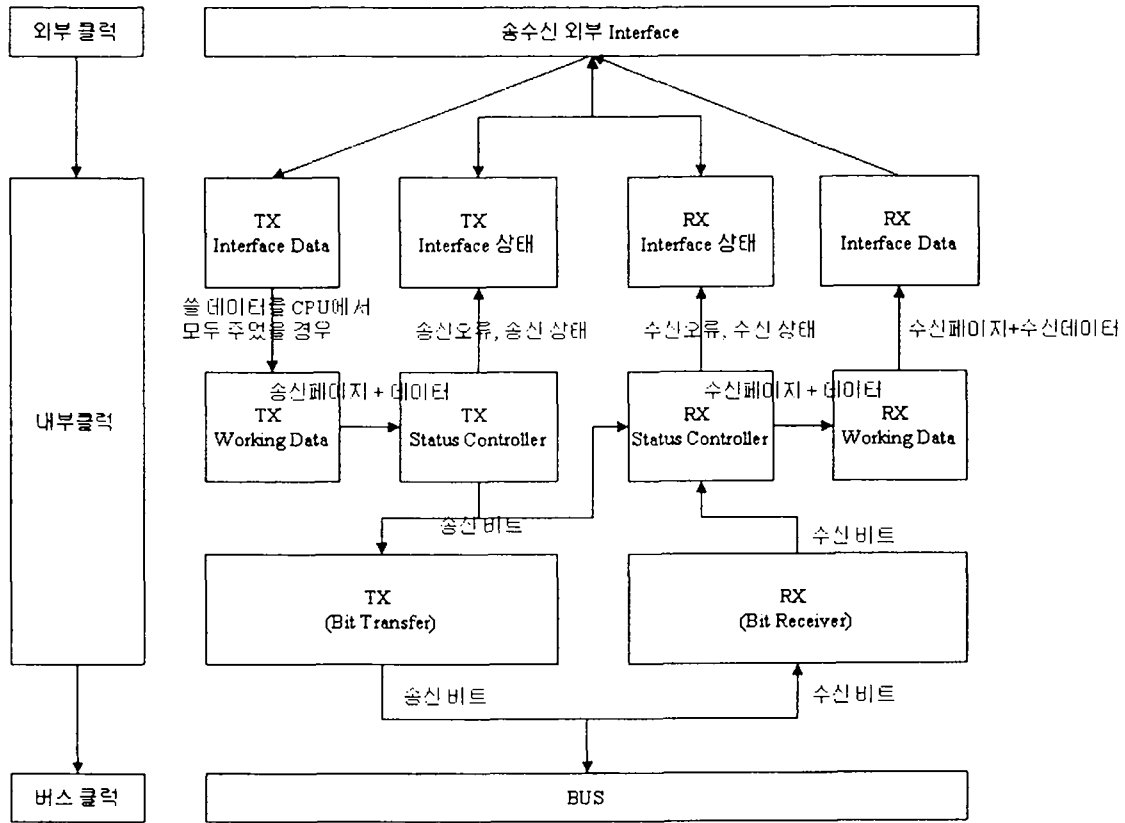 외부 클럭
송수신 외부 Interface
TX
Interface Data
TX
Interface 상태
RX
Interface 상태
RX
Interface Data
쓸 데이터를 CPU에서
모두 주었을 경우
송신오류, 송신 상태
수신오류, 수신 상태
수신페이지+수신데이터
내부클럭
송신페이지 + 데이터
TX
Working Data
TX
Status Controller
수신페이지 + 데이터
RX
Status Controller
RX
Working Data
송신 비트
수신 비트
TX
(Bit Transfer)
RX
(Bit Receiver)
송신 비트
수신 비트
버스 클럭
BUS